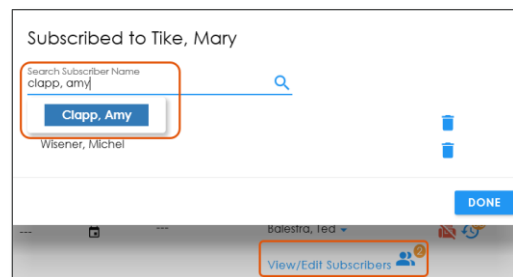 Subscribed to Tike, Mary
Search Subscriber Name
clapp, amy
Clapp, Amy
Wisener, Michel
DONE
---
---
Balestra, Ted
2
View/Edit Subscribers